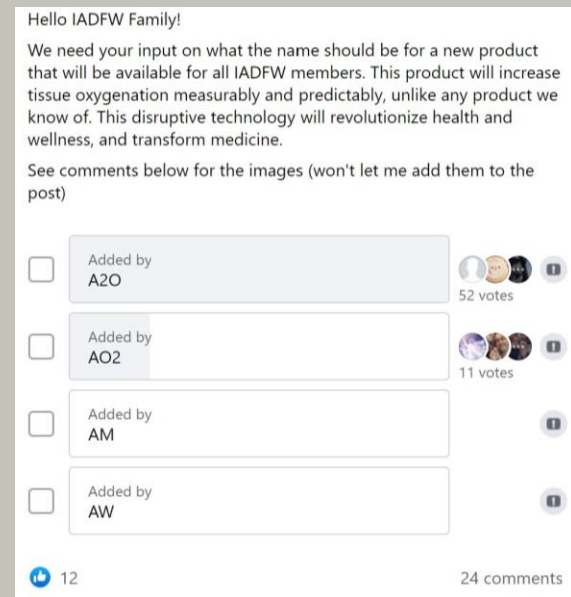 Hello IADFW Family!
We need your input on what the name should be for a new product
that will be available for all IADFW members. This product will increase
tissue oxygenation measurably and predictably, unlike any product we
know of. This disruptive technology will revolutionize health and
wellness, and transform medicine.
See comments below for the images (won't let me add them to the
post)
Added by
A2O
52 votes
Added by
AO2
11 votes
Added by
AM
Added by
AW
12
24 comments